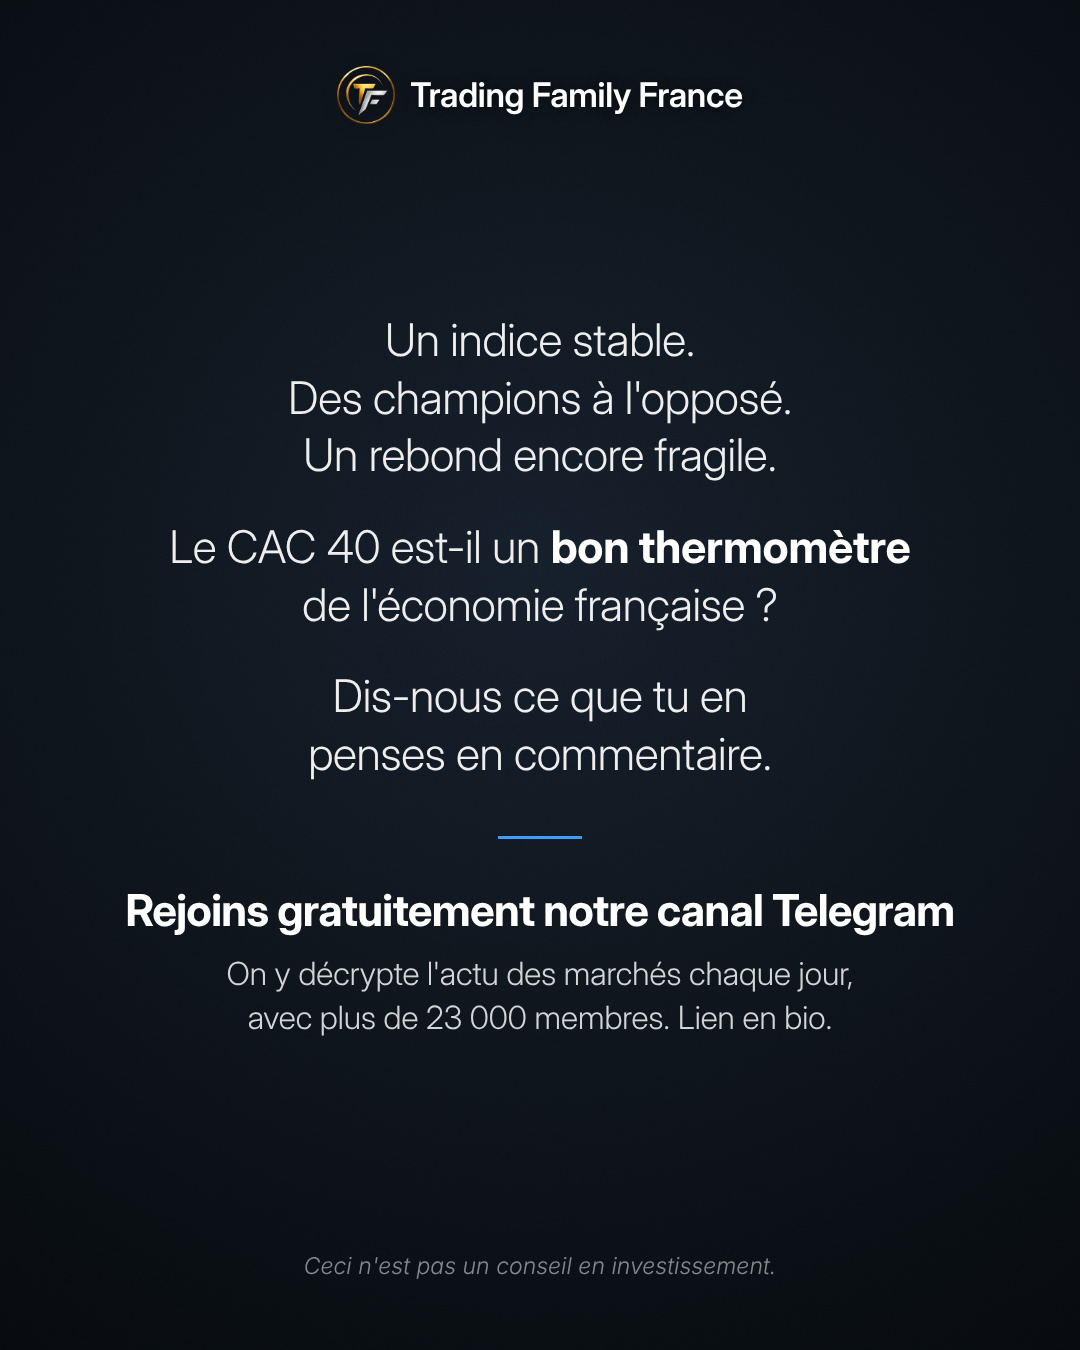 TF Trading Family France
Un indice stable.
Des champions à l'opposé.
Un rebond encore fragile.
Le CAC 40 est-il un bon thermomètre
de l'économie française ?
Dis-nous ce que tu en
penses en commentaire.
Rejoins gratuitement notre canal Telegram
On y décrypte l'actu des marchés chaque jour,
avec plus de 23 000 membres. Lien en bio.
Ceci n'est pas un conseil en investissement.